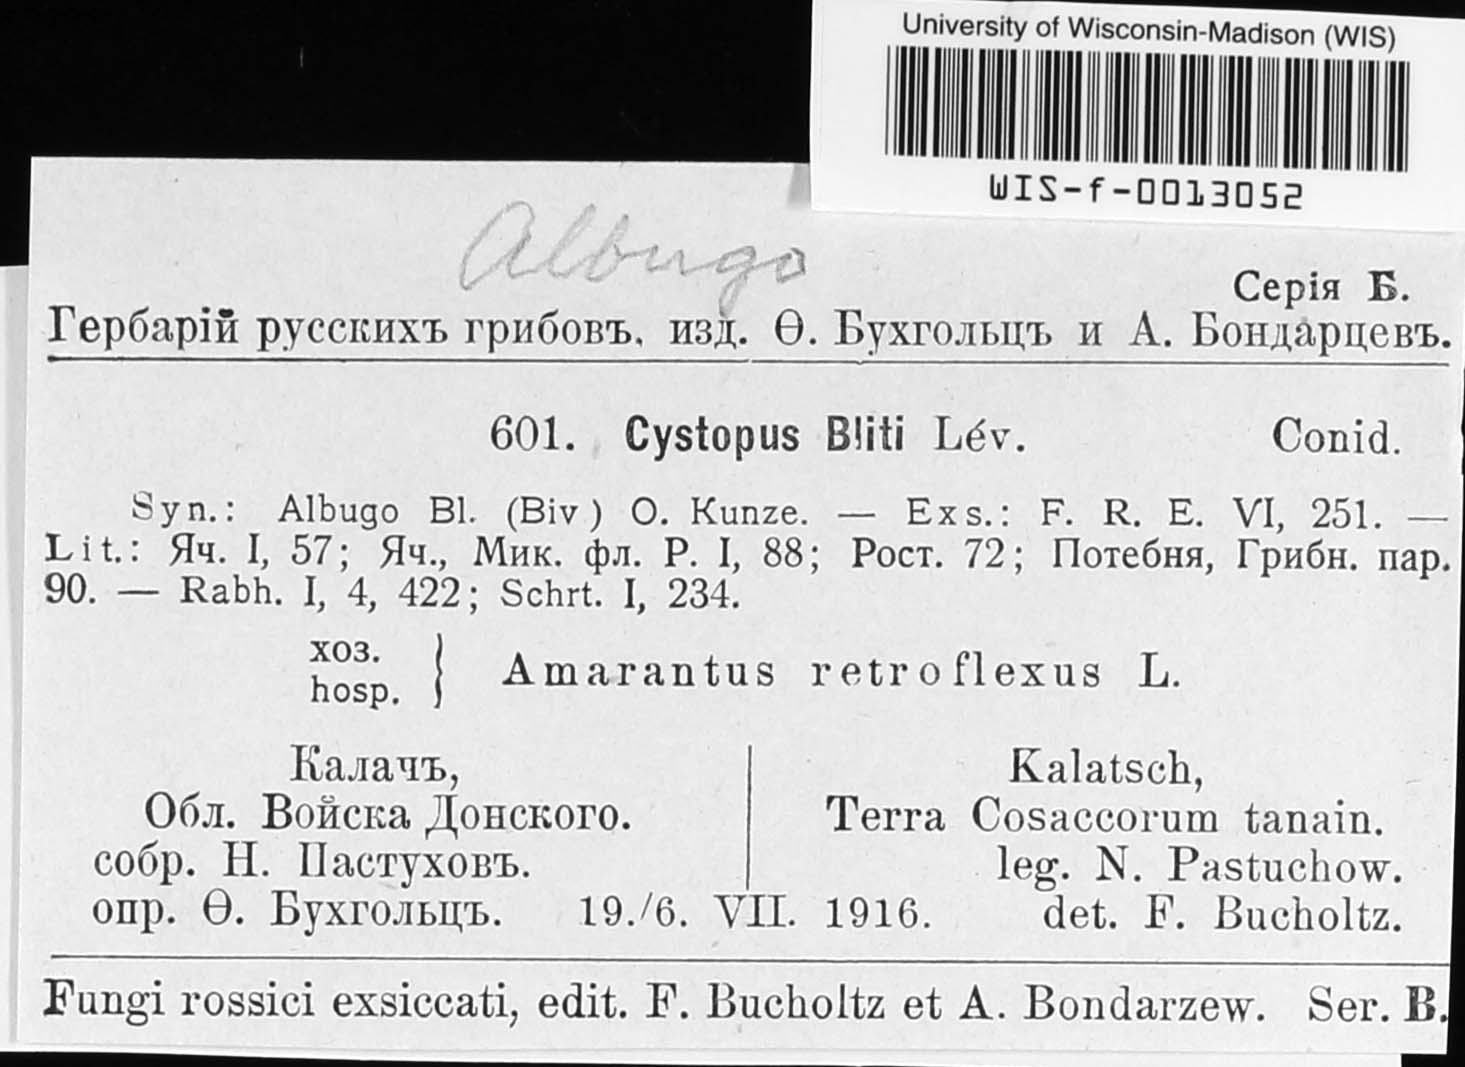 University of Wisconsin-Madison (WIS)
WIS-f-0013052
Albugo
Серія Б.
Гербарій русскихъ грибовъ, изд. Ѳ. Бухгольцъ и А. Бондарцевъ.
601. Cystopus Bliti Lév. Conid.
Syn.: Albugo Bl. (Biv) O. Kunze. — Exs.: F. R. E. VI, 251. —
Lit.: Яч. I, 57; Яч., Мик. фл. Р. I, 88; Рост. 72; Потебня, Грибн. пар.
90. — Rabh. I, 4, 422; Schrt. I, 234.
хоз.
hosp. } Amarantus retroflexus L.
Калачъ,
Обл. Войска Донского.
собр. Н. Пастуховъ.
опр. Ѳ. Бухгольцъ.
19./6. VII. 1916.
Kalatsch,
Terra Cosaccorum tanain.
leg. N. Pastuchow.
det. F. Bucholtz.
Fungi rossici exsiccati, edit. F. Bucholtz et A. Bondarzew. Ser. B.